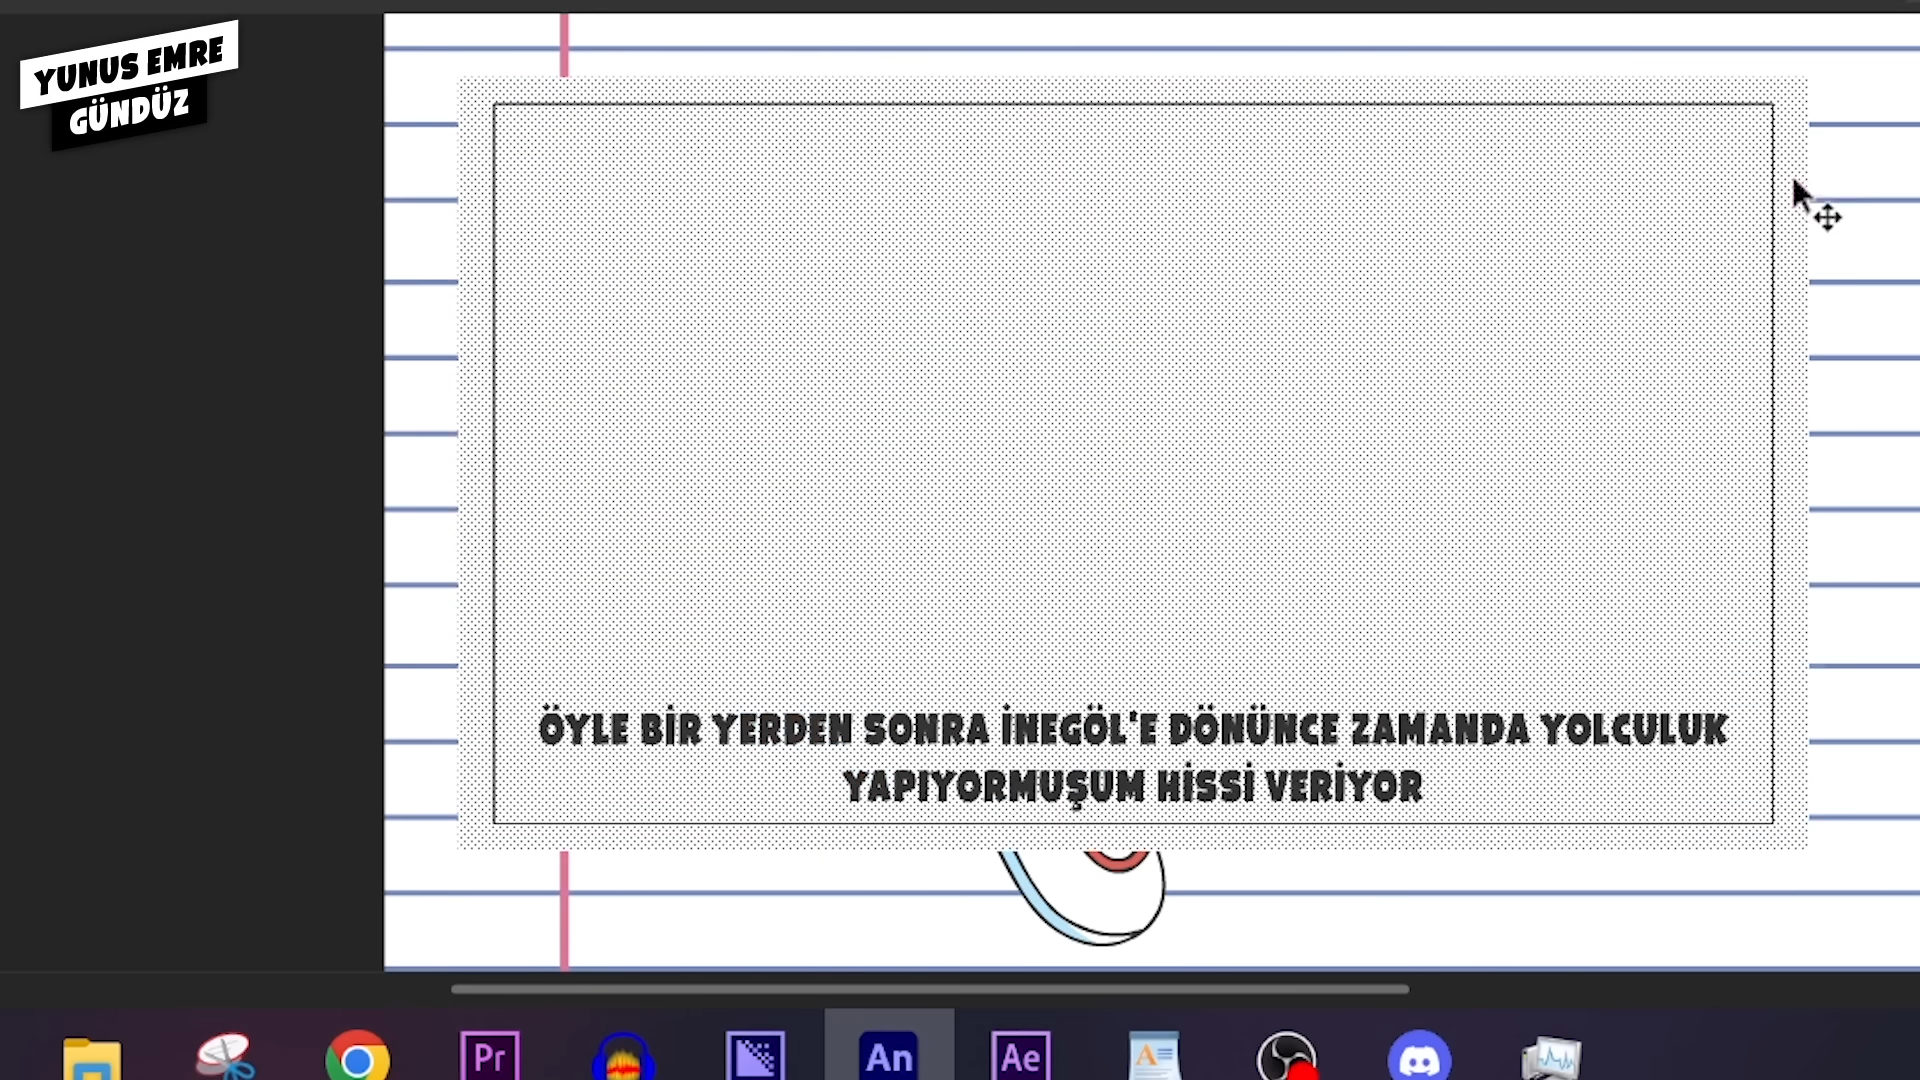 YUNUS EMRE
GÜNDÜZ
ÖYLE BİR YERDEN SONRA İNEGÖL'E DÖNÜNCE ZAMANDA YOLCULUK
YAPIYORMUŞUM HİSSİ VERİYOR
Pr
An
Ae
A